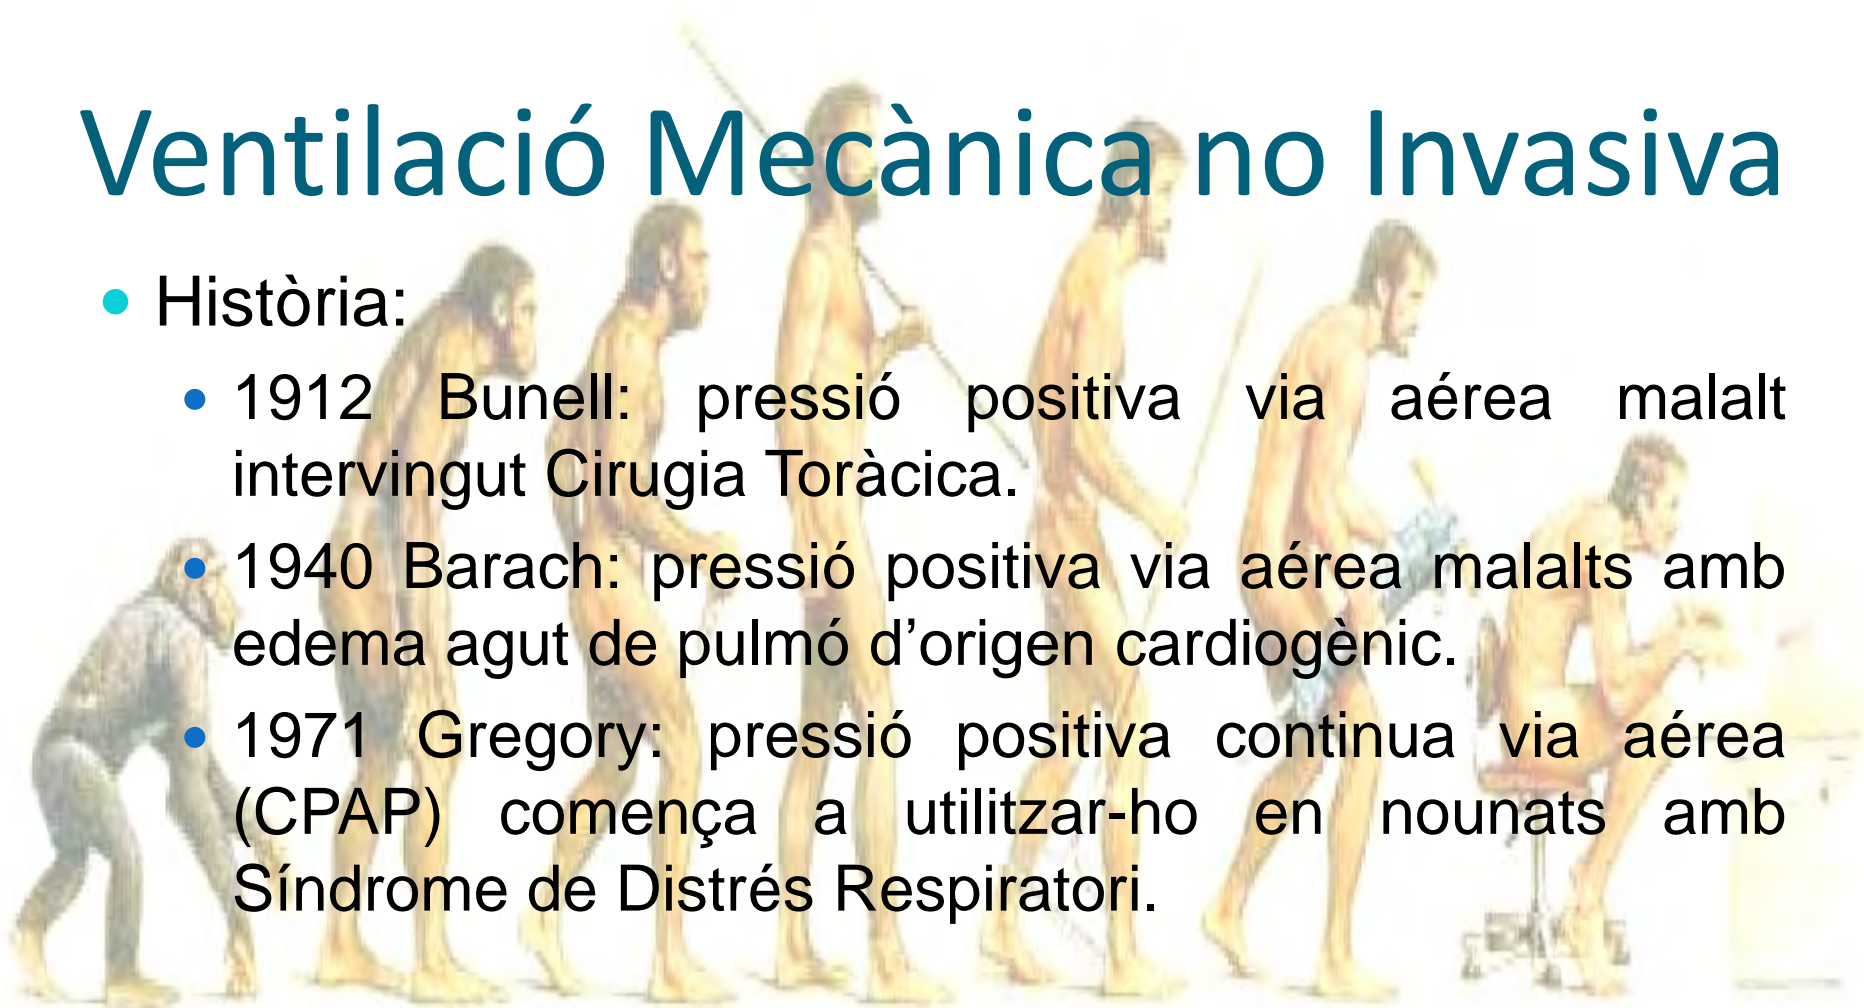 Ventilació Mecànica no Invasiva
• Història:
• 1912 Bunell: pressió positiva via aérea malalt
intervingut Cirugia Toràcica.
• 1940 Barach: pressió positiva via aérea malalts amb
edema agut de pulmó d’origen cardiogènic.
• 1971 Gregory: pressió positiva continua via aérea
(CPAP) comença a utilitzar-ho en nounats amb
Síndrome de Distrés Respiratori.